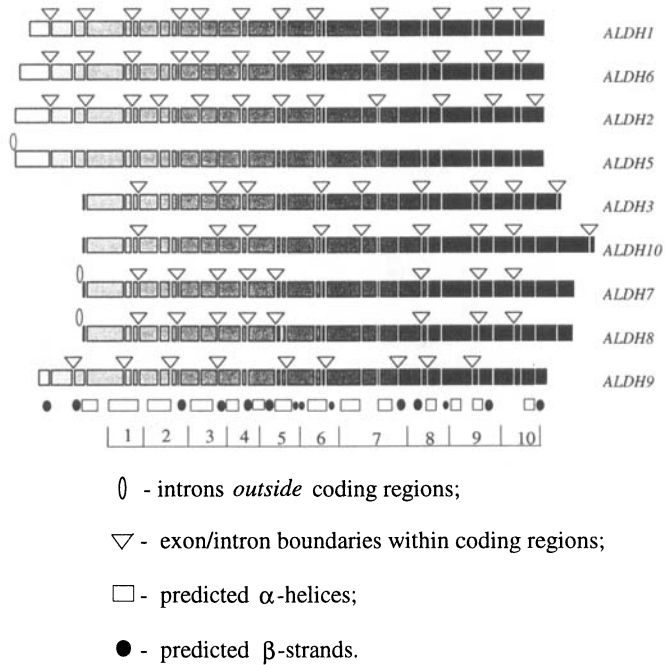 ALDH1
ALDH6
ALDH2
ALDH5
ALDH3
ALDH10
ALDH7
ALDH8
ALDH9
1 2 3 4 5 6 7 8 9 10
- introns outside coding regions;
- exon/intron boundaries within coding regions;
- predicted α-helices;
- predicted β-strands.